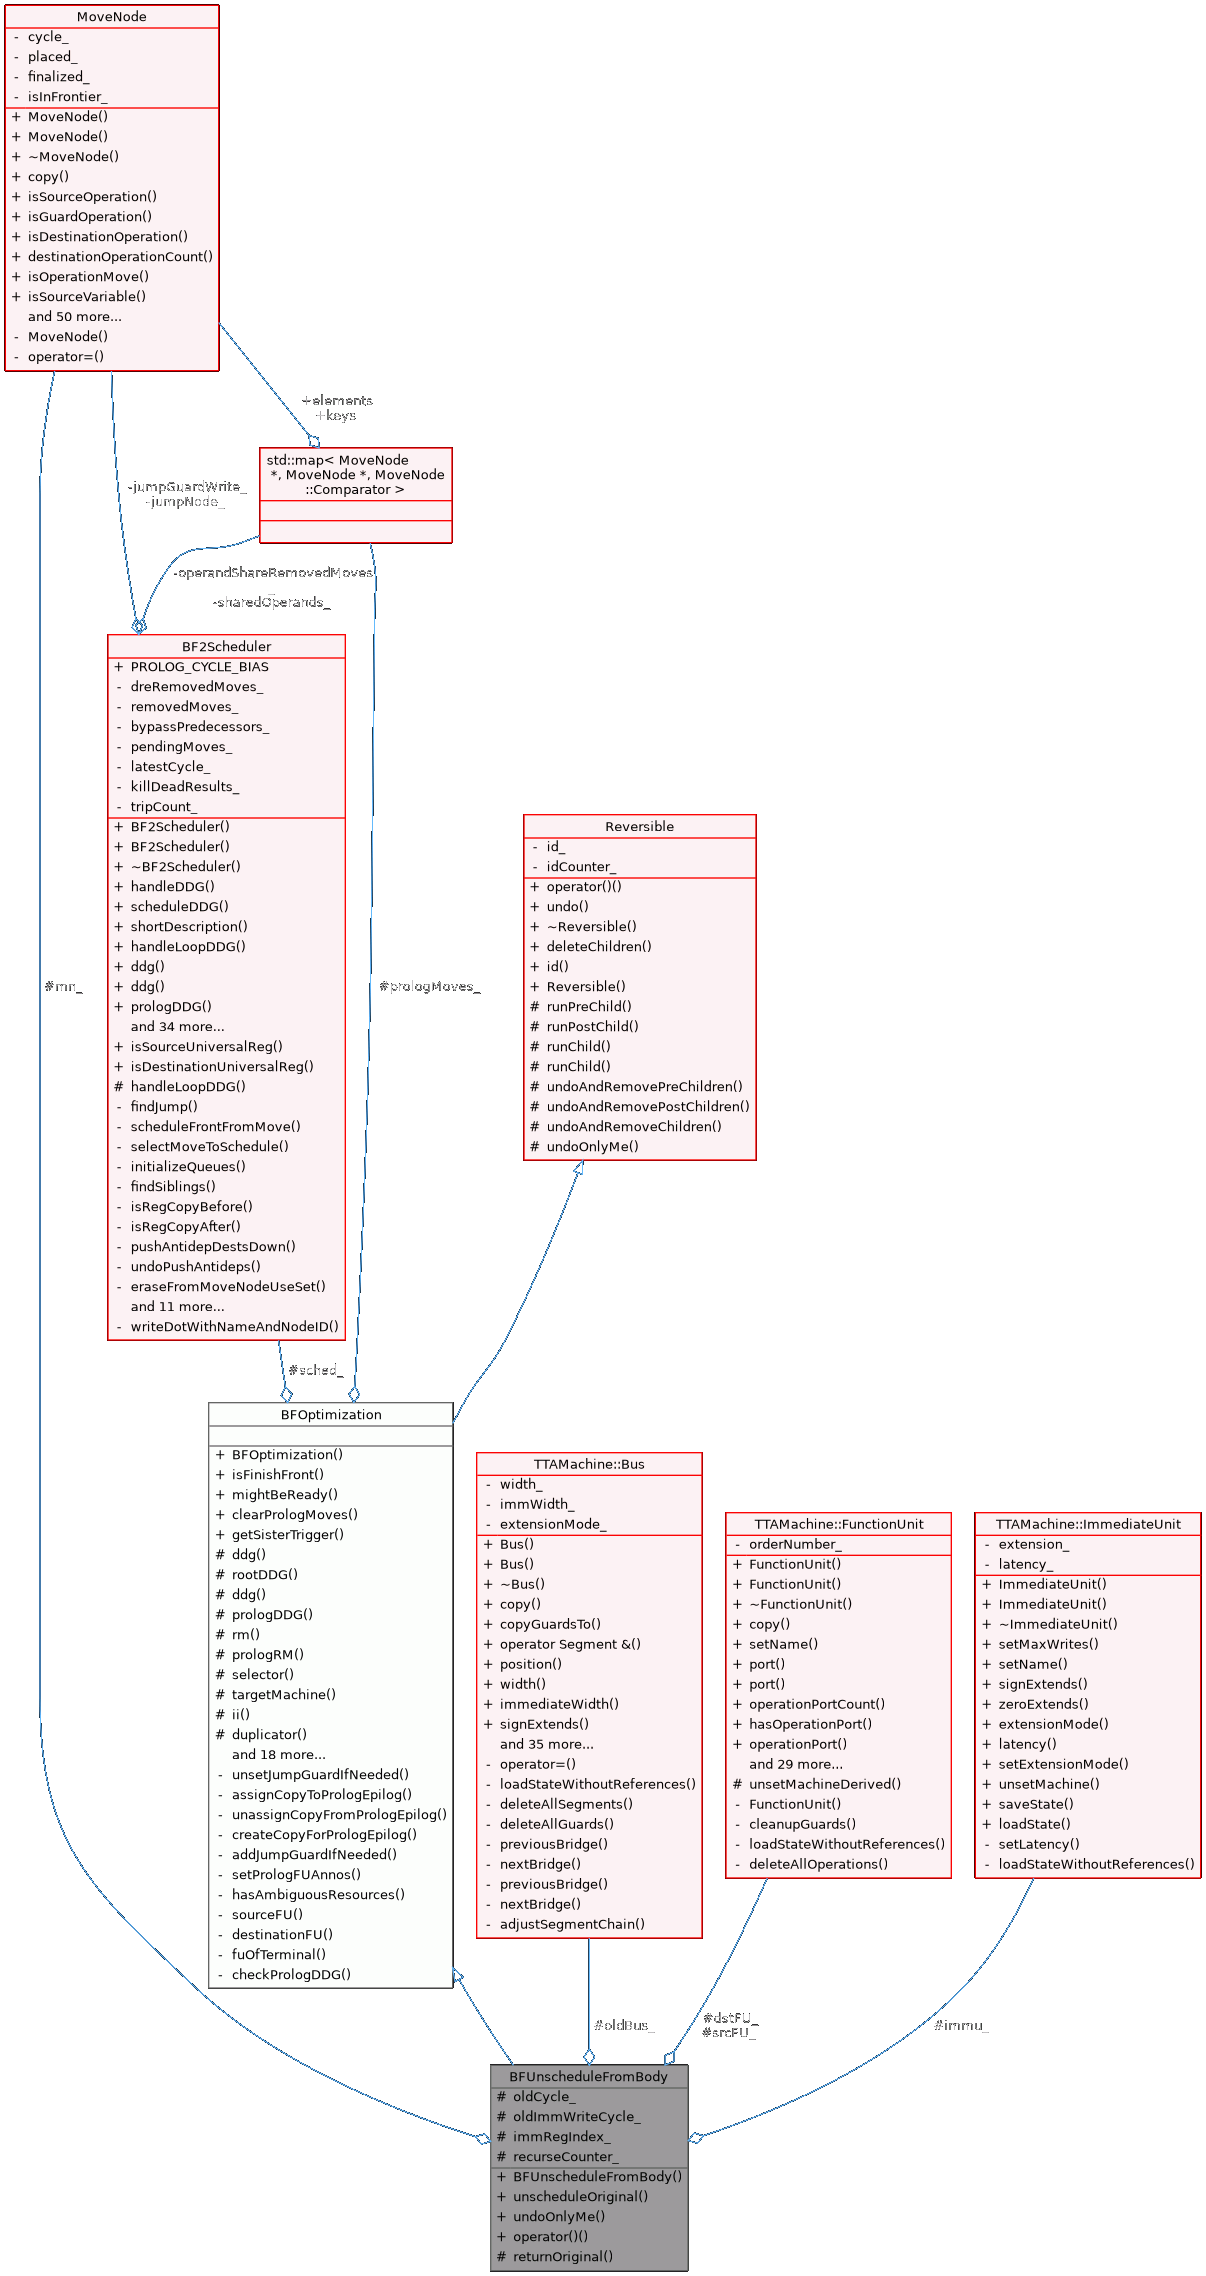 MoveNode
- cycle_
- placed_
- finalized_
- isInFrontier_
+ MoveNode()
+ MoveNode()
+ ~MoveNode()
+ copy()
+ isSourceOperation()
+ isGuardOperation()
+ isDestinationOperation()
+ destinationOperationCount()
+ isOperationMove()
+ isSourceVariable()
and 50 more...
- MoveNode()
- operator=()
+elements
+keys
std::map< MoveNode
*, MoveNode *, MoveNode
::Comparator >
-jumpGuardWrite_
-jumpNode_
-operandShareRemovedMoves
_
-sharedOperands_
BF2Scheduler
+ PROLOG_CYCLE_BIAS
- dreRemovedMoves_
- removedMoves_
- bypassPredecessors_
- pendingMoves_
- latestCycle_
- killDeadResults_
- tripCount_
+ BF2Scheduler()
+ BF2Scheduler()
+ ~BF2Scheduler()
+ handleDDG()
+ scheduleDDG()
+ shortDescription()
+ handleLoopDDG()
+ ddg()
+ ddg()
+ prologDDG()
and 34 more...
+ isSourceUniversalReg()
+ isDestinationUniversalReg()
# handleLoopDDG()
- findJump()
- scheduleFrontFromMove()
- selectMoveToSchedule()
- initializeQueues()
- findSiblings()
- isRegCopyBefore()
- isRegCopyAfter()
- pushAntidepDestsDown()
- undoPushAntideps()
- eraseFromMoveNodeUseSet()
and 11 more...
- writeDotWithNameAndNodeID()
Reversible
- id_
- idCounter_
+ operator()()
+ undo()
+ ~Reversible()
+ deleteChildren()
+ id()
+ Reversible()
# runPreChild()
# runPostChild()
# runChild()
# runChild()
# undoAndRemovePreChildren()
# undoAndRemovePostChildren()
# undoAndRemoveChildren()
# undoOnlyMe()
#mn_
#prologMoves_
#sched_
BFOptimization
+ BFOptimization()
+ isFinishFront()
+ mightBeReady()
+ clearPrologMoves()
+ getSisterTrigger()
# ddg()
# rootDDG()
# ddg()
# prologDDG()
# rm()
# prologRM()
# selector()
# targetMachine()
# ii()
# duplicator()
and 18 more...
- unsetJumpGuardIfNeeded()
- assignCopyToPrologEpilog()
- unassignCopyFromPrologEpilog()
- createCopyForPrologEpilog()
- addJumpGuardIfNeeded()
- setPrologFUAnnos()
- hasAmbiguousResources()
- sourceFU()
- destinationFU()
- fuOfTerminal()
- checkPrologDDG()
TTAMachine::Bus
- width_
- immWidth_
- extensionMode_
+ Bus()
+ Bus()
+ ~Bus()
+ copy()
+ copyGuardsTo()
+ operator Segment &()
+ position()
+ width()
+ immediateWidth()
+ signExtends()
and 35 more...
- operator=()
- loadStateWithoutReferences()
- deleteAllSegments()
- deleteAllGuards()
- previousBridge()
- nextBridge()
- previousBridge()
- nextBridge()
- adjustSegmentChain()
TTAMachine::FunctionUnit
- orderNumber_
+ FunctionUnit()
+ FunctionUnit()
+ ~FunctionUnit()
+ copy()
+ setName()
+ port()
+ port()
+ operationPortCount()
+ hasOperationPort()
+ operationPort()
and 29 more...
# unsetMachineDerived()
- FunctionUnit()
- cleanupGuards()
- loadStateWithoutReferences()
- deleteAllOperations()
TTAMachine::ImmediateUnit
- extension_
- latency_
+ ImmediateUnit()
+ ImmediateUnit()
+ ~ImmediateUnit()
+ setMaxWrites()
+ setName()
+ signExtends()
+ zeroExtends()
+ extensionMode()
+ latency()
+ setExtensionMode()
+ unsetMachine()
+ saveState()
+ loadState()
- setLatency()
- loadStateWithoutReferences()
#oldBus_
#dstFU_
#srcFU_
#immu_
BFUnscheduleFromBody
# oldCycle_
# oldImmWriteCycle_
# immRegIndex_
# recurseCounter_
+ BFUnscheduleFromBody()
+ unscheduleOriginal()
+ undoOnlyMe()
+ operator()()
# returnOriginal()